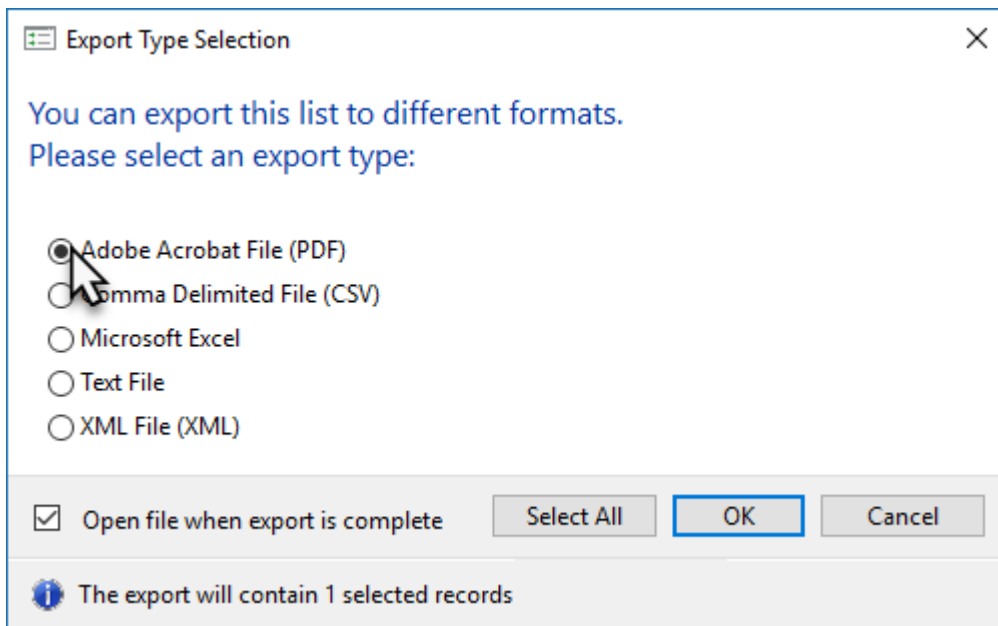 Export Type Selection
You can export this list to different formats.
Please select an export type:
Adobe Acrobat File (PDF)
Comma Delimited File (CSV)
Microsoft Excel
Text File
XML File (XML)
Open file when export is complete
Select All
OK
Cancel
The export will contain 1 selected records